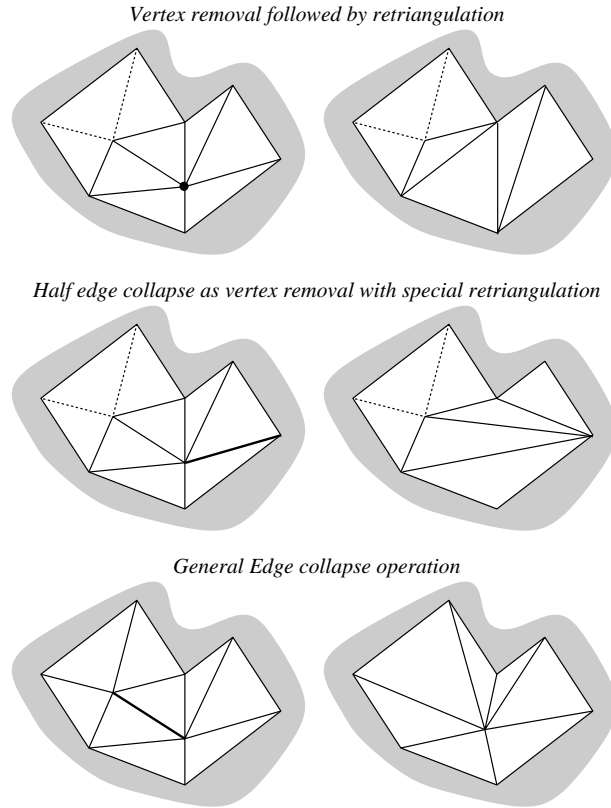 Vertex removal followed by retriangulation
Half edge collapse as vertex removal with special retriangulation
General Edge collapse operation